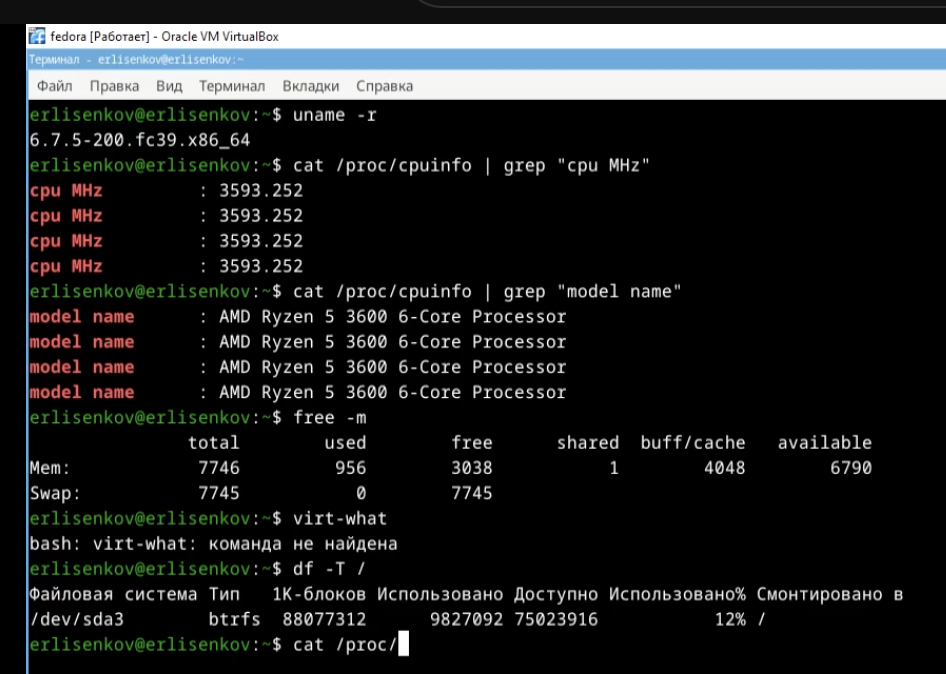 fedora [Работает] - Oracle VM VirtualBox
Терминал - erlisenkov@erlisenkov:~
Файл Правка Вид Терминал Вкладки Справка
erlisenkov@erlisenkov:~$ uname -r
6.7.5-200.fc39.x86_64
erlisenkov@erlisenkov:~$ cat /proc/cpuinfo | grep "cpu MHz"
cpu MHz : 3593.252
cpu MHz : 3593.252
cpu MHz : 3593.252
cpu MHz : 3593.252
erlisenkov@erlisenkov:~$ cat /proc/cpuinfo | grep "model name"
model name : AMD Ryzen 5 3600 6-Core Processor
model name : AMD Ryzen 5 3600 6-Core Processor
model name : AMD Ryzen 5 3600 6-Core Processor
model name : AMD Ryzen 5 3600 6-Core Processor
erlisenkov@erlisenkov:~$ free -m
total used free shared buff/cache available
Mem: 7746 956 3038 1 4048 6790
Swap: 7745 0 7745
erlisenkov@erlisenkov:~$ virt-what
bash: virt-what: команда не найдена
erlisenkov@erlisenkov:~$ df -T /
Файловая система Тип 1K-блоков Использовано Доступно Использовано% Смонтировано в
/dev/sda3 btrfs 88077312 9827092 75023916 12% /
erlisenkov@erlisenkov:~$ cat /proc/